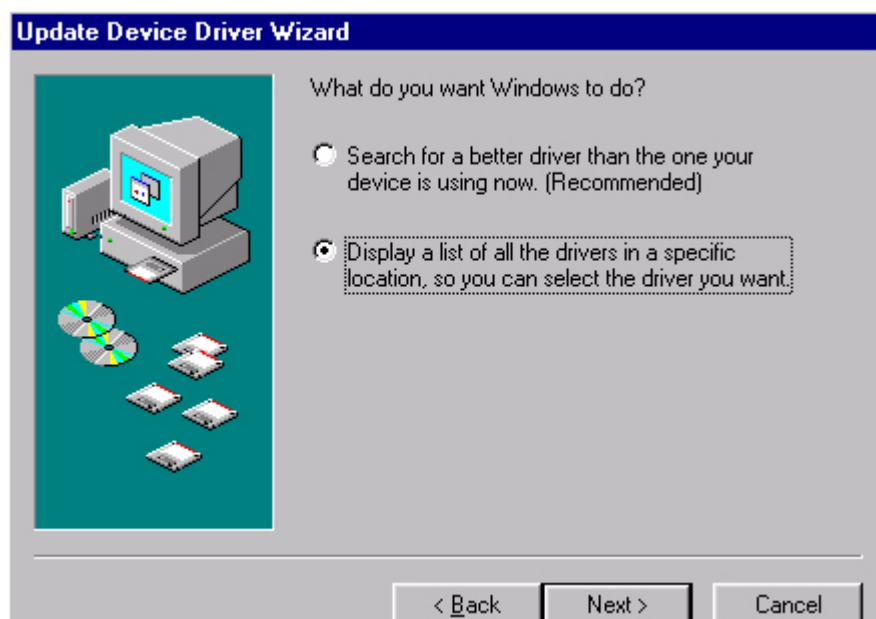 Update Device Driver Wizard
What do you want Windows to do?
Search for a better driver than the one your
device is using now. (Recommended)
Display a list of all the drivers in a specific
location, so you can select the driver you want.
< Back
Next >
Cancel